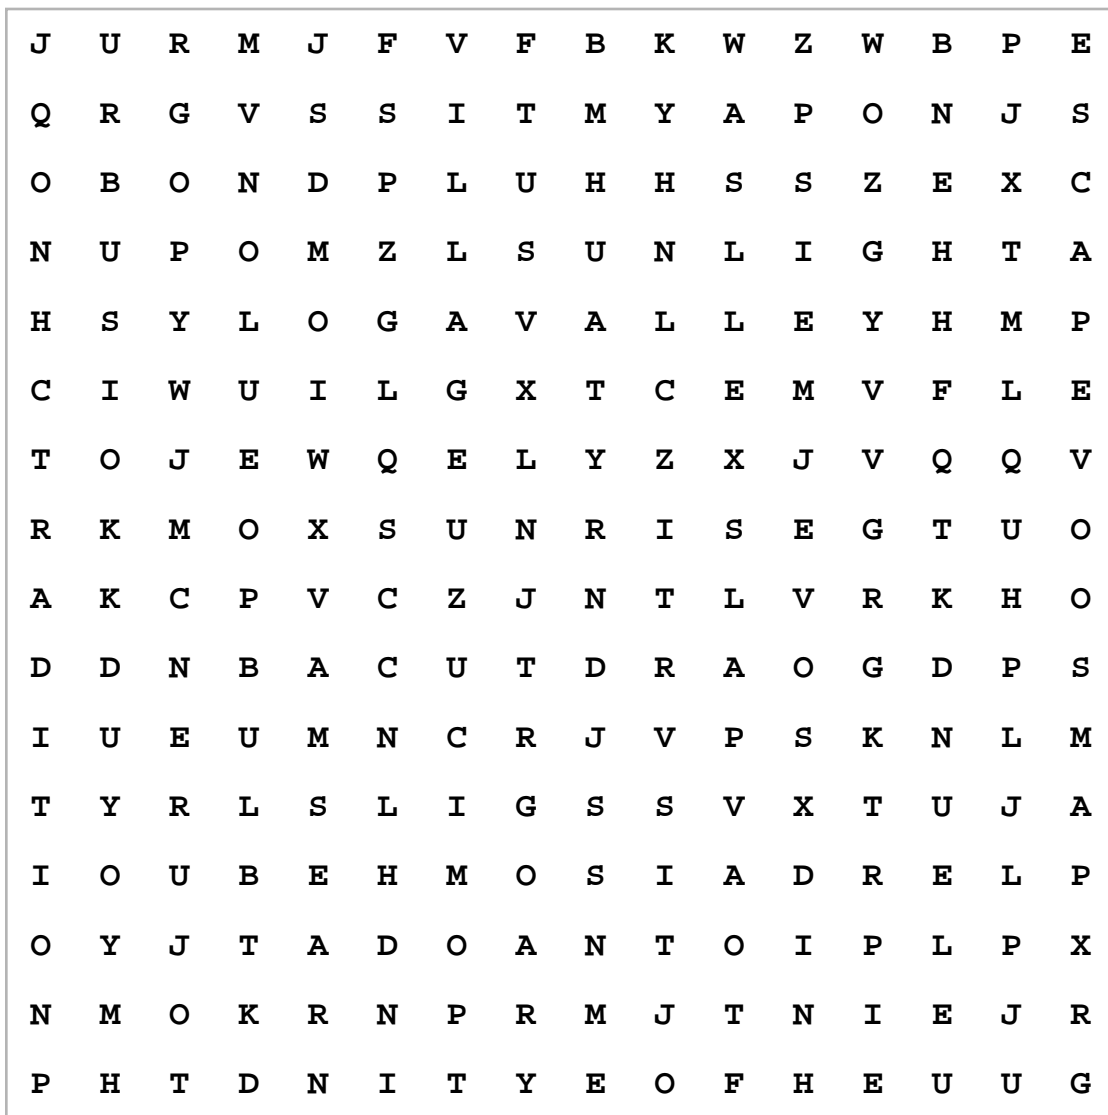 J U R M J F V F B K W Z W B P E
Q R G V S S I T M Y A P O N J S
O B O N D P L U H H S S Z E X C
N U P O M Z L S U N L I G H T A
H S Y L O G A V A L L E Y H M P
C I W U I L G X T C E M V F L E
T O J E W Q E L Y Z X J V Q Q V
R K M O X S U N R I S E G T U O
A K C P V C Z J N T L V R K H O
D D N B A C U T D R A O G D P S
I U E U M N C R J V P S K N L M
T Y R L S L I G S S V X T U J A
I O U B E H M O S I A D R E L P
O Y J T A D O A N T O I P L P X
N M O K R N P R M J T N I E J R
P H T D N I T Y E O F H E U U G